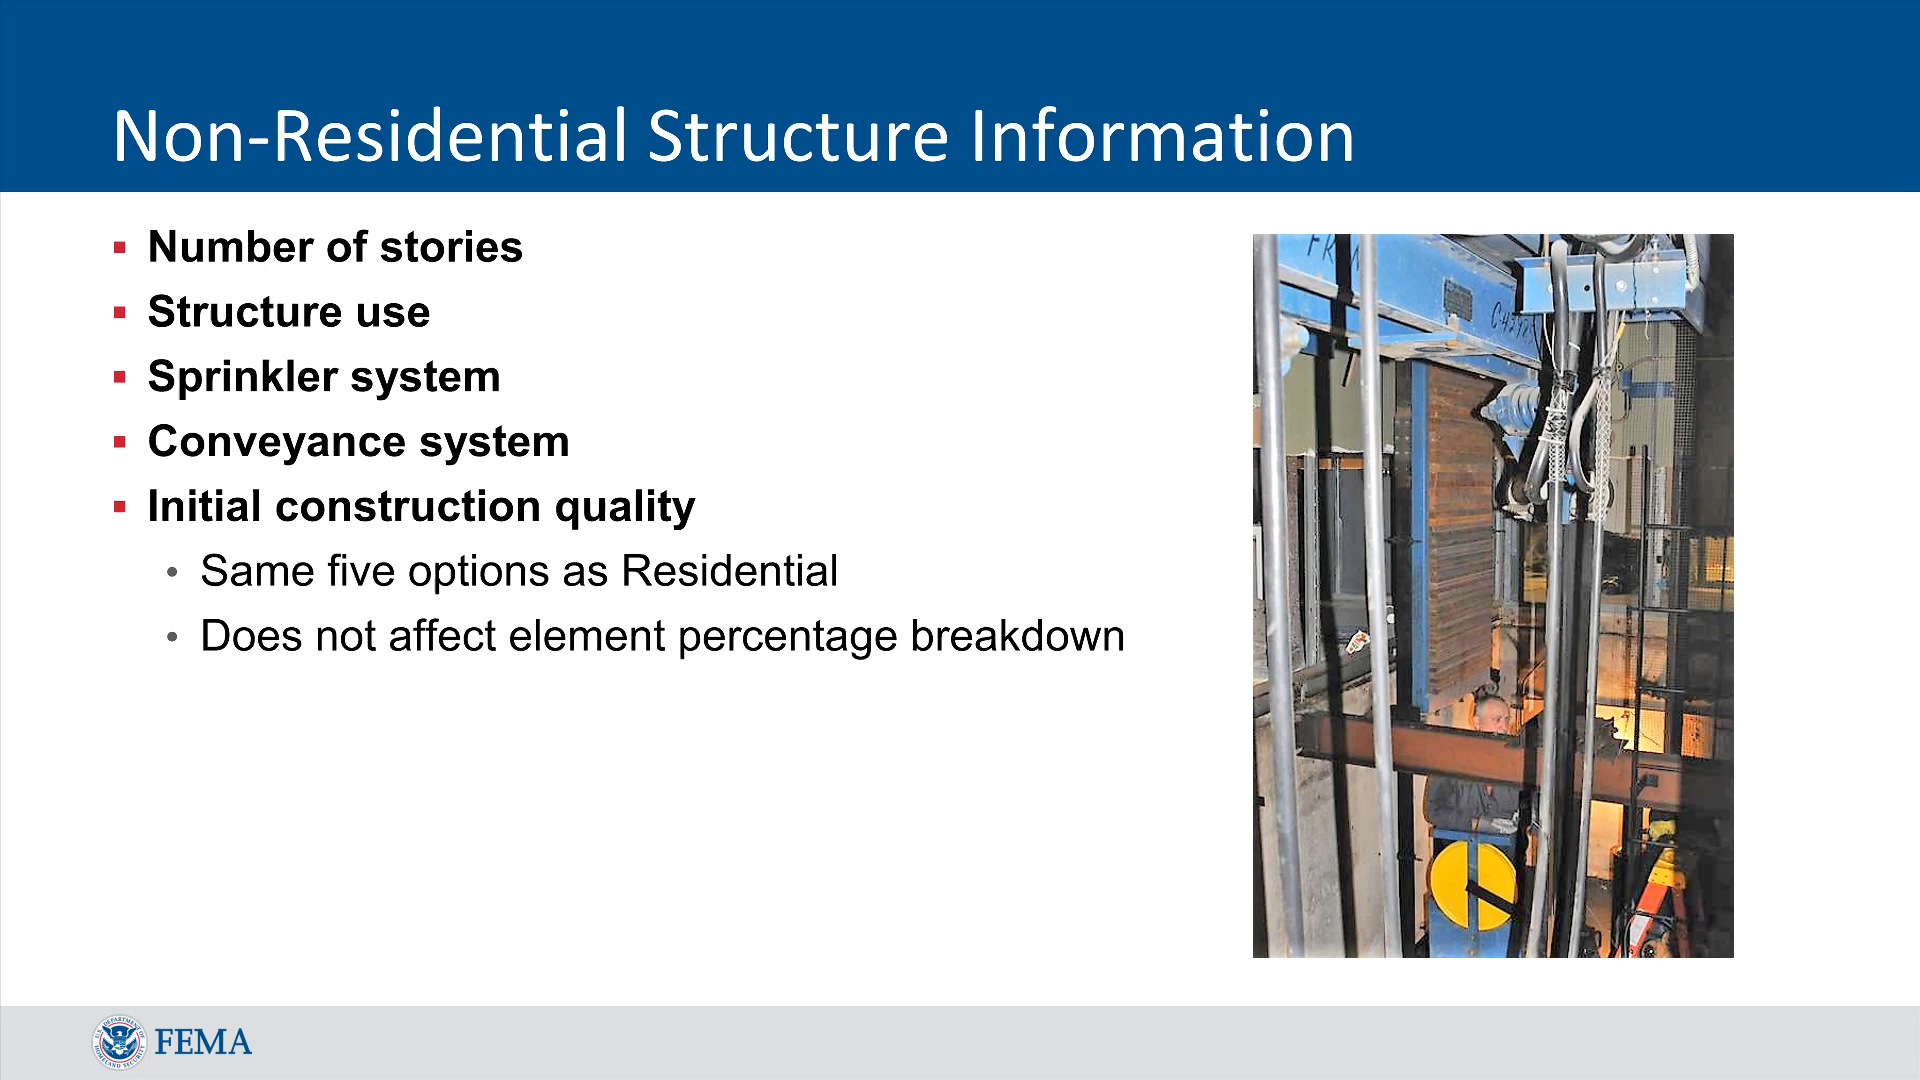 Non-Residential Structure Information
Number of stories
Structure use
Sprinkler system
Conveyance system
Initial construction quality
Same five options as Residential
Does not affect element percentage breakdown
FEMA